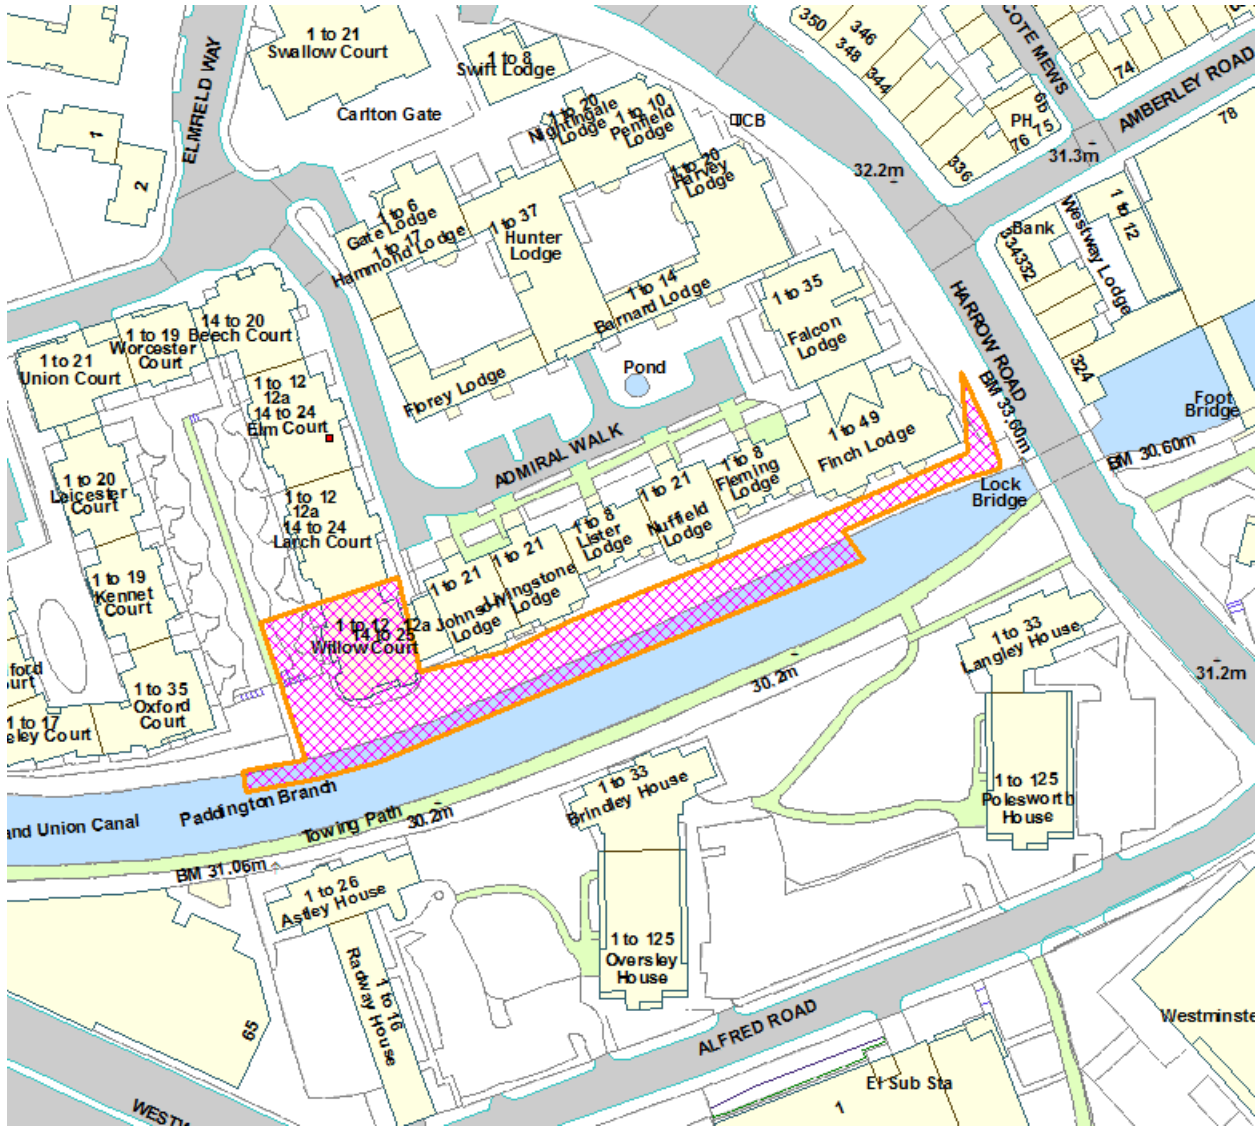 1 to 21
Swallow Court
1 to 8
Swift Lodge
350
346
348
344
COTE MEWS
74
AMBERLEY ROAD
78
ELMFIELD WAY
Carlton Gate
1 to 20
Nightingale
Lodge
1 to 10
Penfield
Lodge
TCB
PH
6b
76 75
336
31.3m
32.2m
1
2
1 to 20
Harvey
Lodge
1 to 6
Gate Lodge
1 to 17
Hammond Lodge
1 to 37
Hunter
Lodge
1 to 14
Barnard Lodge
Bank
334332
Westway Lodge
1 to 12
HARROW ROAD
BM 33.60m
324
1 to 35
Falcon
Lodge
14 to 20
Beech Court
1 to 19
Worcester
Court
1 to 21
Union Court
1 to 12
12a
14 to 24
Elm Court
Florey Lodge
Pond
ADMIRAL WALK
1 to 49
Finch Lodge
Foot
Bridge
BM 30.60m
Lock
Bridge
1 to 8
Fleming
Lodge
1 to 21
Nuffield
Lodge
1 to 8
Lister
Lodge
1 to 21
Livingstone
Lodge
1 to 21
Johnson
Lodge
1 to 20
Leicester
Court
1 to 12
12a
14 to 24
Larch Court
1 to 19
Kennet
Court
1 to 12
12a
14 to 25
Willow Court
ford
ourt
1 to 17
eley Court
1 to 35
Oxford
Court
1 to 33
Langley House
31.2m
30.2m
1 to 125
Polesworth
House
1 to 33
Brindley House
and Union Canal
Paddington Branch
Towing Path
30.2m
BM 31.06m
1 to 26
Astley House
1 to 16
Radway House
1 to 125
Oversley
House
65
ALFRED ROAD
WESTW
El Sub Sta
1
Westminste